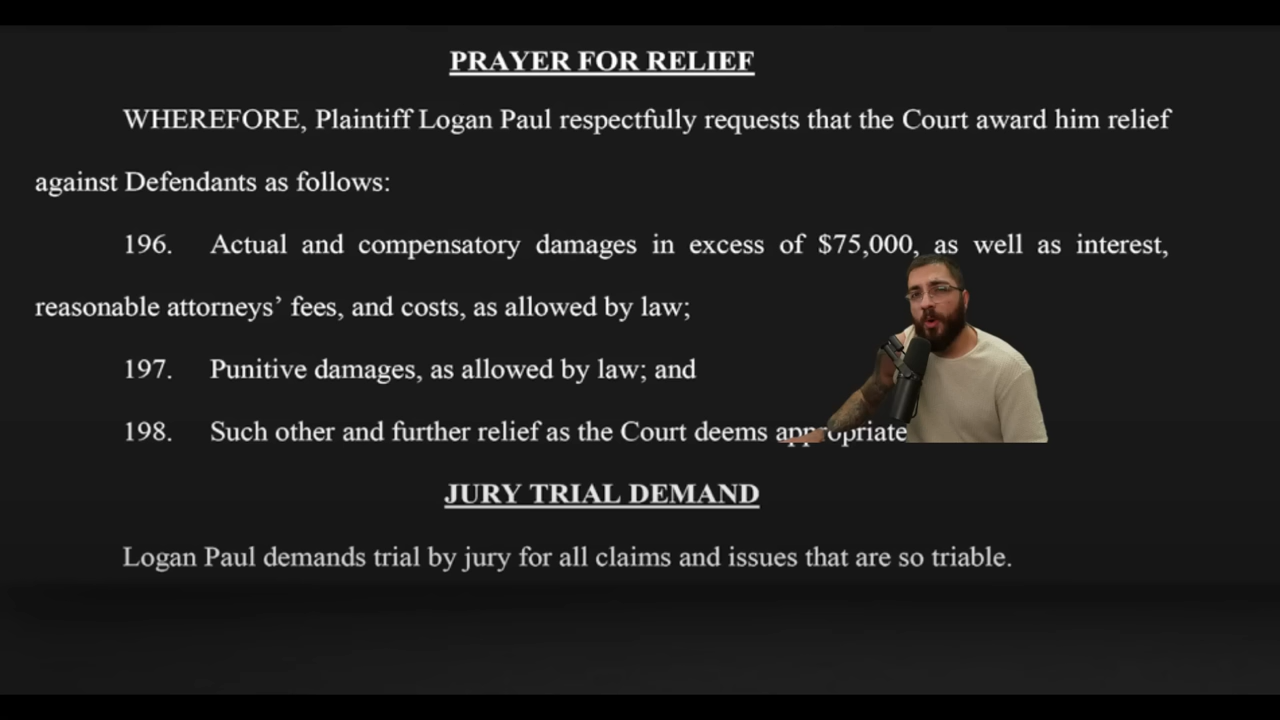 PRAYER FOR RELIEF
WHEREFORE, Plaintiff Logan Paul respectfully requests that the Court award him relief
against Defendants as follows:
196. Actual and compensatory damages in excess of $75,000, as well as interest,
reasonable attorneys’ fees, and costs, as allowed by law;
197. Punitive damages, as allowed by law; and
198. Such other and further relief as the Court deems appropriate
JURY TRIAL DEMAND
Logan Paul demands trial by jury for all claims and issues that are so triable.